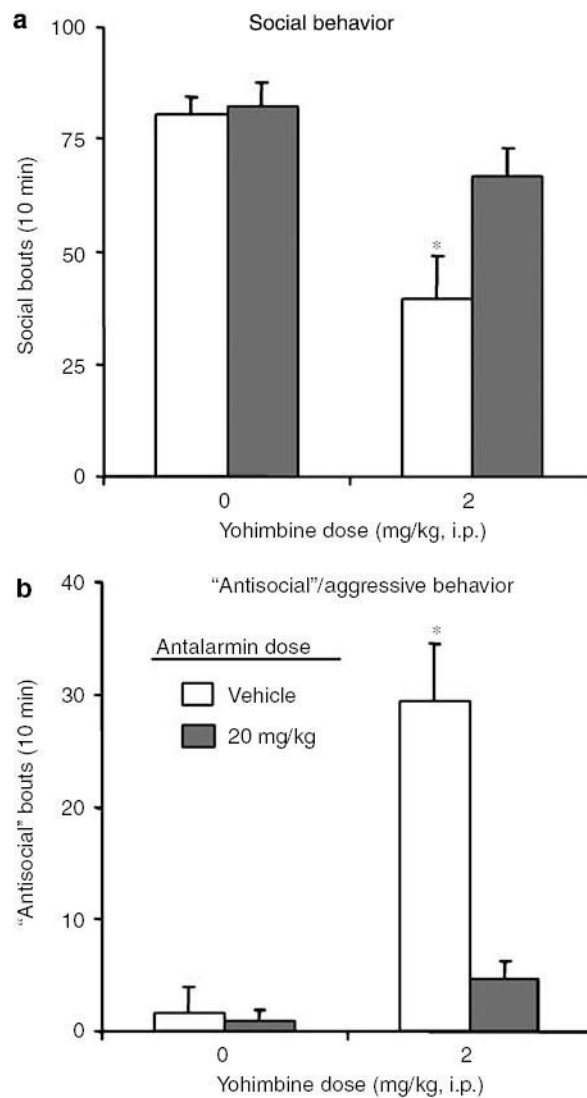 a
Social behavior
100
75
50
25
0
Social bouts (10 min)
*
0
2
Yohimbine dose (mg/kg, i.p.)
b
"Antisocial"/aggressive behavior
40
30
20
10
0
"Antisocial" bouts (10 min)
Antalarmin dose
Vehicle
20 mg/kg
*
0
2
Yohimbine dose (mg/kg, i.p.)